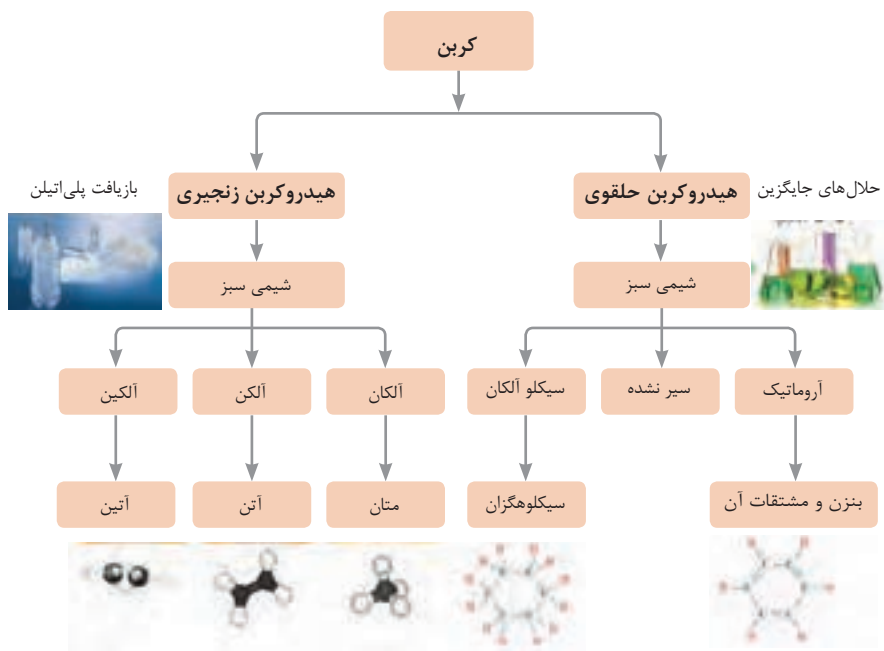 کربن
هیدروکربن حلقوی
هیدروکربن زنجیری
حلال‌های جایگزین
بازیافت پلی‌اتیلن
شیمی سبز
شیمی سبز
آروماتیک
سیر نشده
سیکلو آلکان
آلکان
آلکن
آلکین
بنزن و مشتقات آن
سیکلوهگزان
متان
آتن
آتین